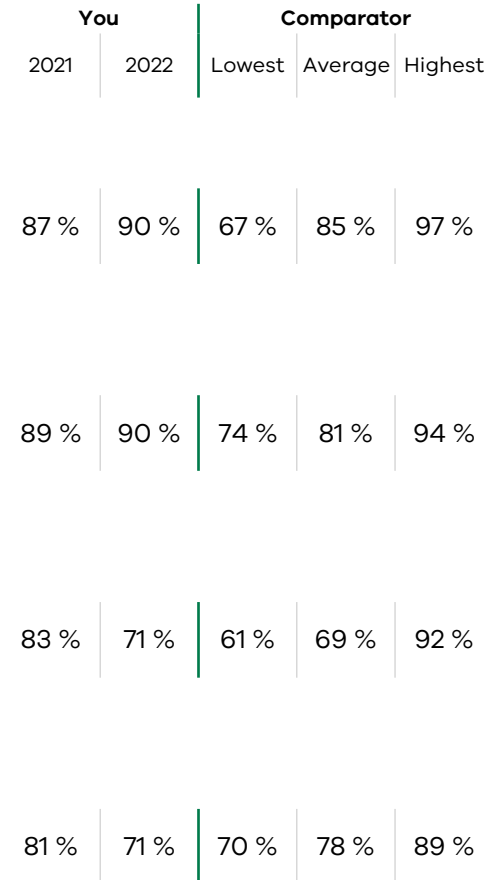 You Comparator
2021 2022 Lowest Average Highest
87 % 90 % 67 % 85 % 97 %
89 % 90 % 74 % 81 % 94 %
83 % 71 % 61 % 69 % 92 %
81 % 71 % 70 % 78 % 89 %